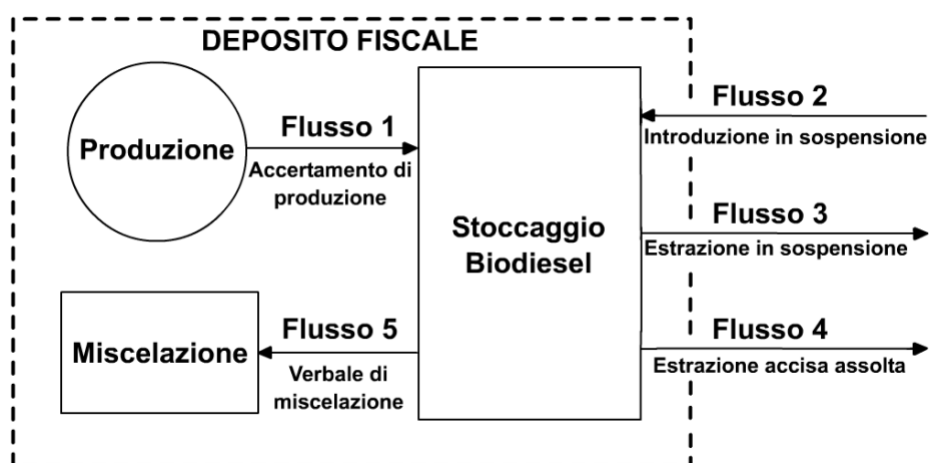 DEPOSITO FISCALE
Produzione
Flusso 1
Accertamento di
produzione
Stoccaggio
Biodiesel
Flusso 2
Introduzione in sospensione
Flusso 3
Estrazione in sospensione
Flusso 4
Estrazione accisa assolta
Miscelazione
Flusso 5
Verbale di
miscelazione